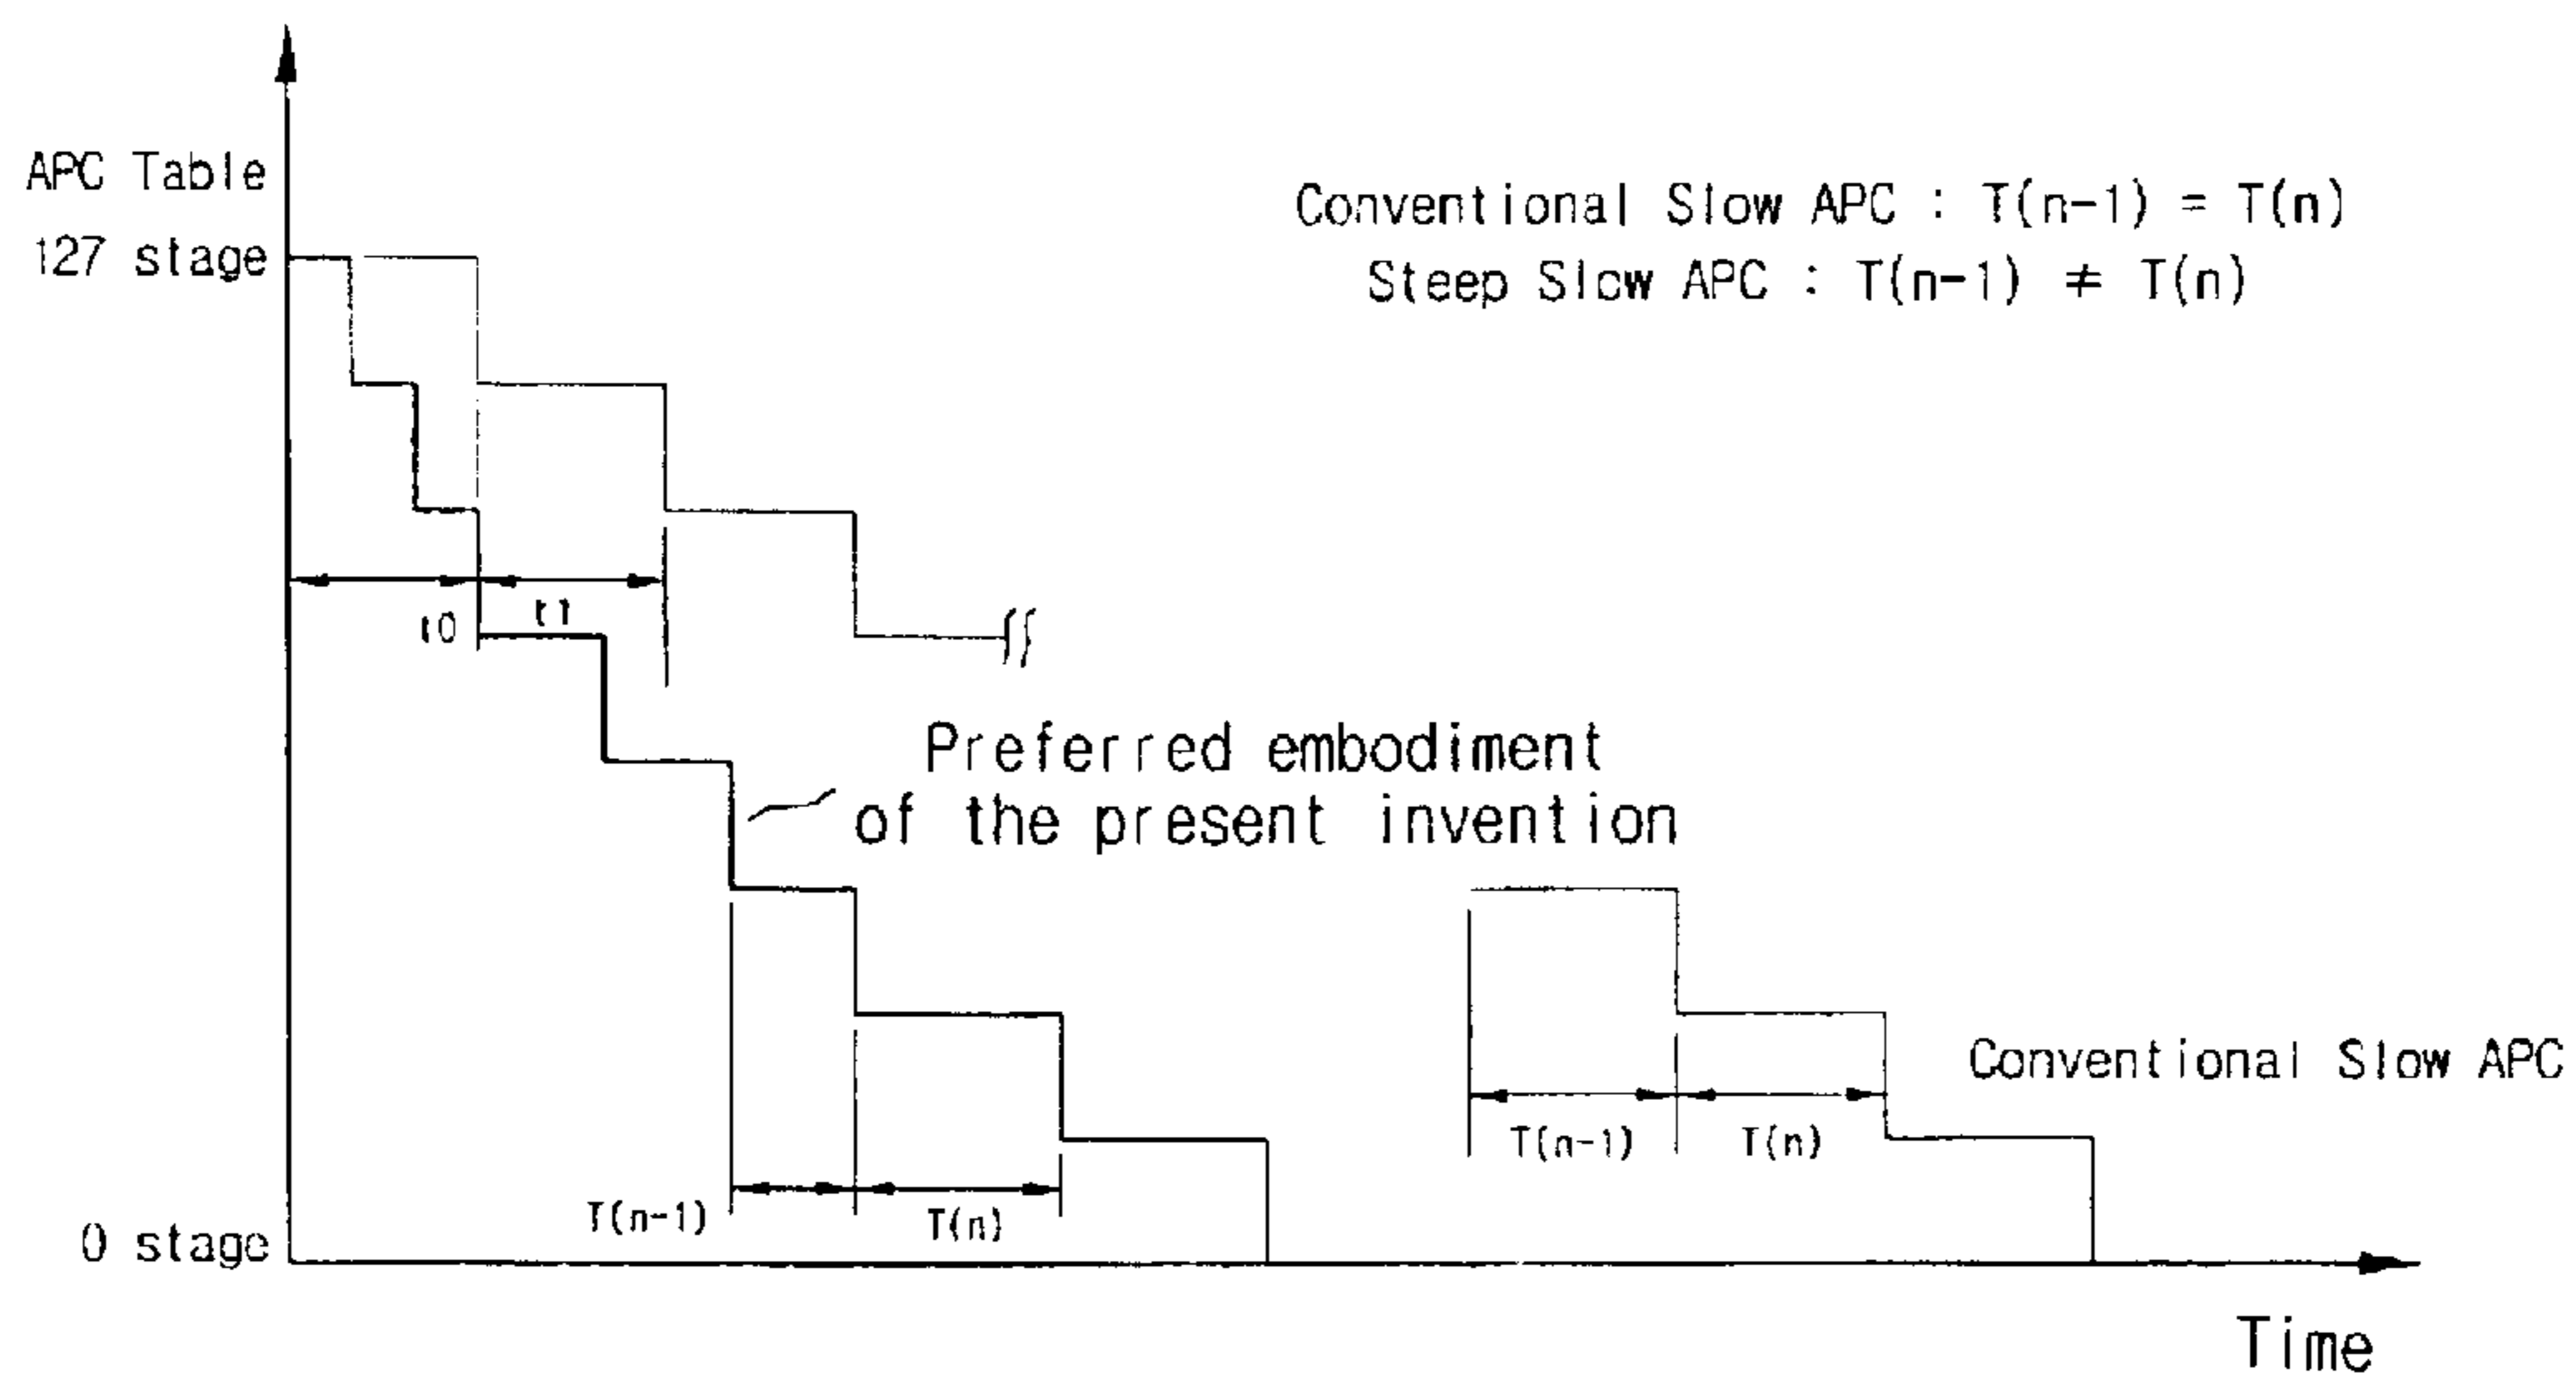 APC Table
127 stage
Conventional Slow APC : T(n-1) = T(n)
Steep Slow APC : T(n-1) ≠ T(n)
t0
t1
Preferred embodiment
of the present invention
Conventional Slow APC
T(n-1)
T(n)
T(n-1)
T(n)
0 stage
Time